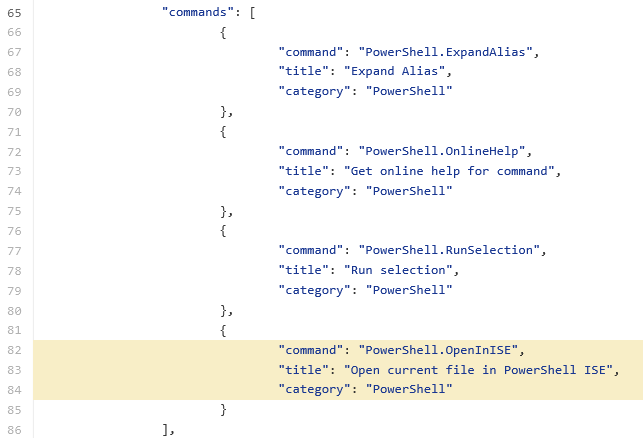 65 "commands": [
66 {
67 "command": "PowerShell.ExpandAlias",
68 "title": "Expand Alias",
69 "category": "PowerShell"
70 },
71 {
72 "command": "PowerShell.OnlineHelp",
73 "title": "Get online help for command",
74 "category": "PowerShell"
75 },
76 {
77 "command": "PowerShell.RunSelection",
78 "title": "Run selection",
79 "category": "PowerShell"
80 },
81 {
82 "command": "PowerShell.OpenInISE",
83 "title": "Open current file in PowerShell ISE",
84 "category": "PowerShell"
85 }
86 ],